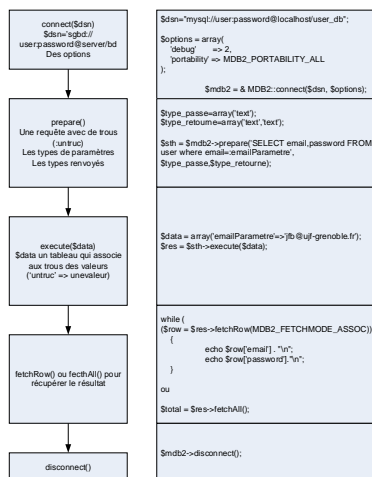 connect($dsn)
$dsn='sgbd://
user:password@server/bd
Des options
$dsn="mysql://user:password@localhost/user_db";
$options = array(
'debug' => 2,
'portability' => MDB2_PORTABILITY_ALL
);
$mdb2 = & MDB2::connect($dsn, $options);
prepare()
Une requête avec de trous
(:untruc)
Les types de paramètres
Les types renvoyés
$type_passe=array('text');
$type_retourne=array('text','text');
$sth = $mdb2->prepare('SELECT email,password FROM
user where email=:emailParametre',
$type_passe,$type_retourne);
execute($data)
$data un tableau qui associe
aux trous des valeurs
('untruc' => unevaleur)
$data = array('emailParametre'=>'jfb@ujf-grenoble.fr');
$res = $sth->execute($data);
fetchRow() ou fecthAll() pour
récupérer le résultat
while (
($row = $res->fetchRow(MDB2_FETCHMODE_ASSOC))
{
echo $row['email'] . "\n";
echo $row['password']."\n";
}
ou
$total = $res->fetchAll();
disconnect()
$mdb2->disconnect();